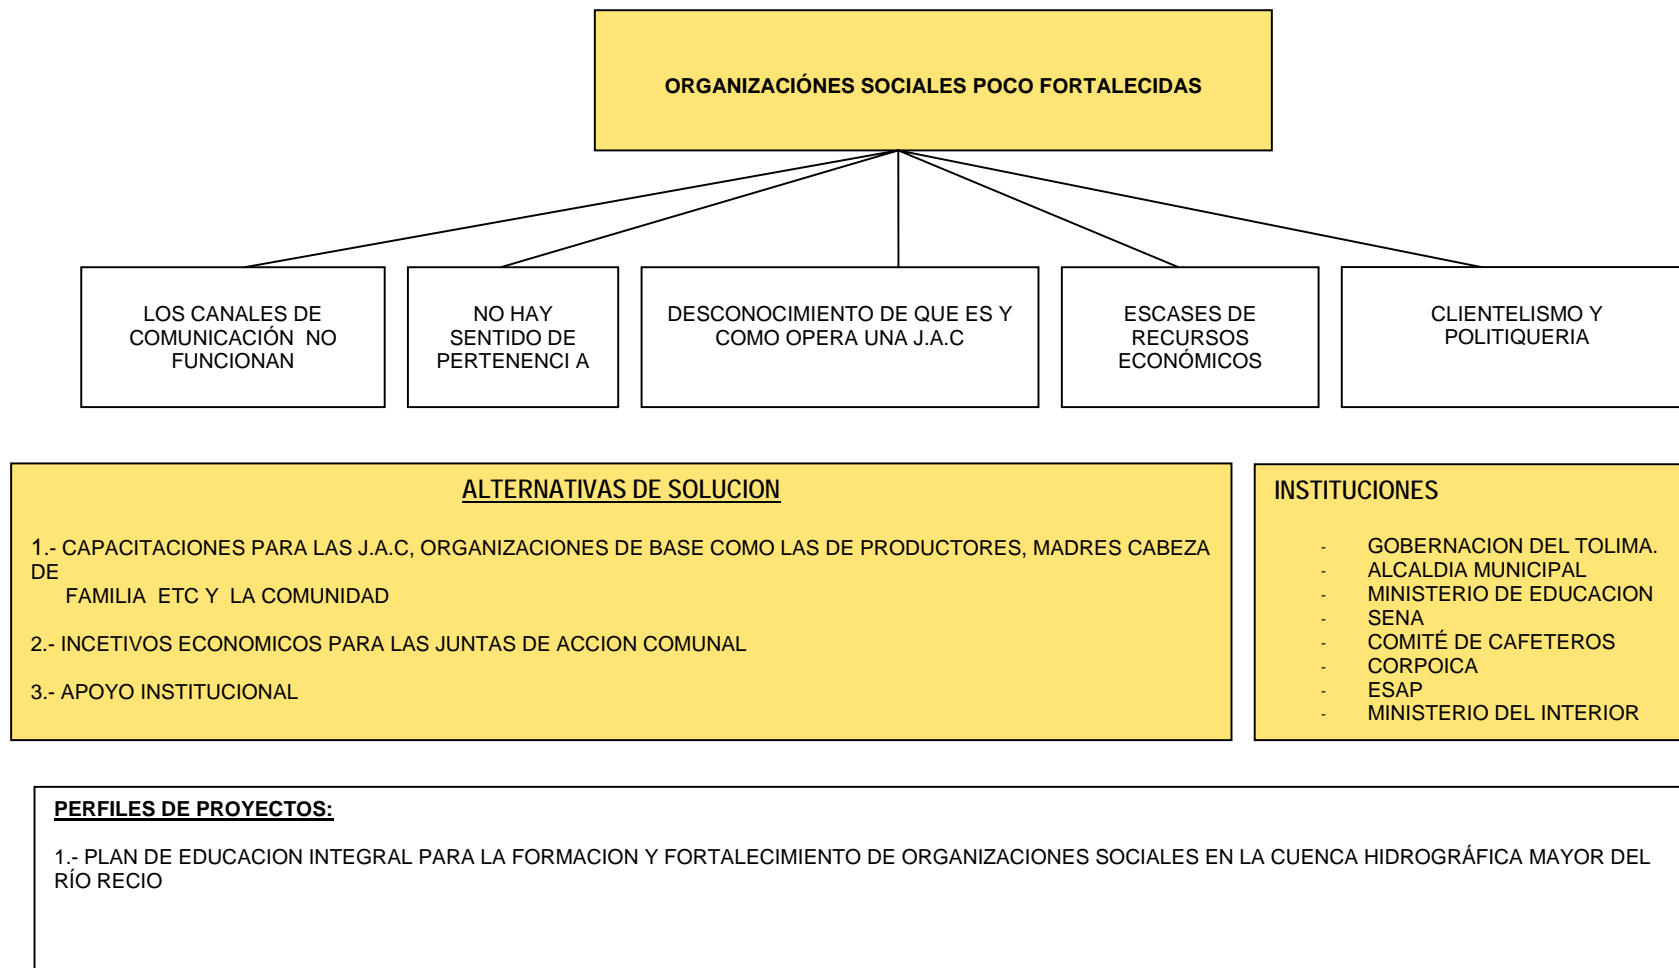 ORGANIZACIÓNES SOCIALES POCO FORTALECIDAS
LOS CANALES DE
COMUNICACIÓN NO
FUNCIONAN
NO HAY
SENTIDO DE
PERTENENCI A
DESCONOCIMIENTO DE QUE ES Y
COMO OPERA UNA J.A.C
ESCASES DE
RECURSOS
ECONÓMICOS
CLIENTELISMO Y
POLITIQUERIA
ALTERNATIVAS DE SOLUCION
1.- CAPACITACIONES PARA LAS J.A.C, ORGANIZACIONES DE BASE COMO LAS DE PRODUCTORES, MADRES CABEZA
DE
FAMILIA ETC Y LA COMUNIDAD
2.- INCETIVOS ECONOMICOS PARA LAS JUNTAS DE ACCION COMUNAL
3.- APOYO INSTITUCIONAL
INSTITUCIONES
- GOBERNACION DEL TOLIMA.
- ALCALDIA MUNICIPAL
- MINISTERIO DE EDUCACION
- SENA
- COMITÉ DE CAFETEROS
- CORPOICA
- ESAP
- MINISTERIO DEL INTERIOR
PERFILES DE PROYECTOS:
1.- PLAN DE EDUCACION INTEGRAL PARA LA FORMACION Y FORTALECIMIENTO DE ORGANIZACIONES SOCIALES EN LA CUENCA HIDROGRÁFICA MAYOR DEL
RÍO RECIO